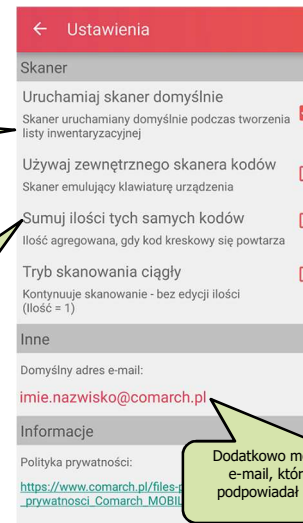 Ustawienia
Skaner
Uruchamiaj skaner domyślnie
Skaner uruchamiany domyślnie podczas tworzenia
listy inwentaryzacyjnej
Używaj zewnętrznego skanera kodów
Skaner emulujący klawiaturę urządzenia
Sumuj ilości tych samych kodów
Ilość agregowana, gdy kod kreskowy się powtarza
Tryb skanowania ciągły
Kontynuuje skanowanie - bez edycji ilości
(Ilość = 1)
Inne
Domyślny adres e-mail:
imie.nazwisko@comarch.pl
Informacje
Polityka prywatności:
https://www.comarch.pl/files-p
_prywatnosci_Comarch_MOBIL
Dodatkowo
e-mail, któr
podpowiadał